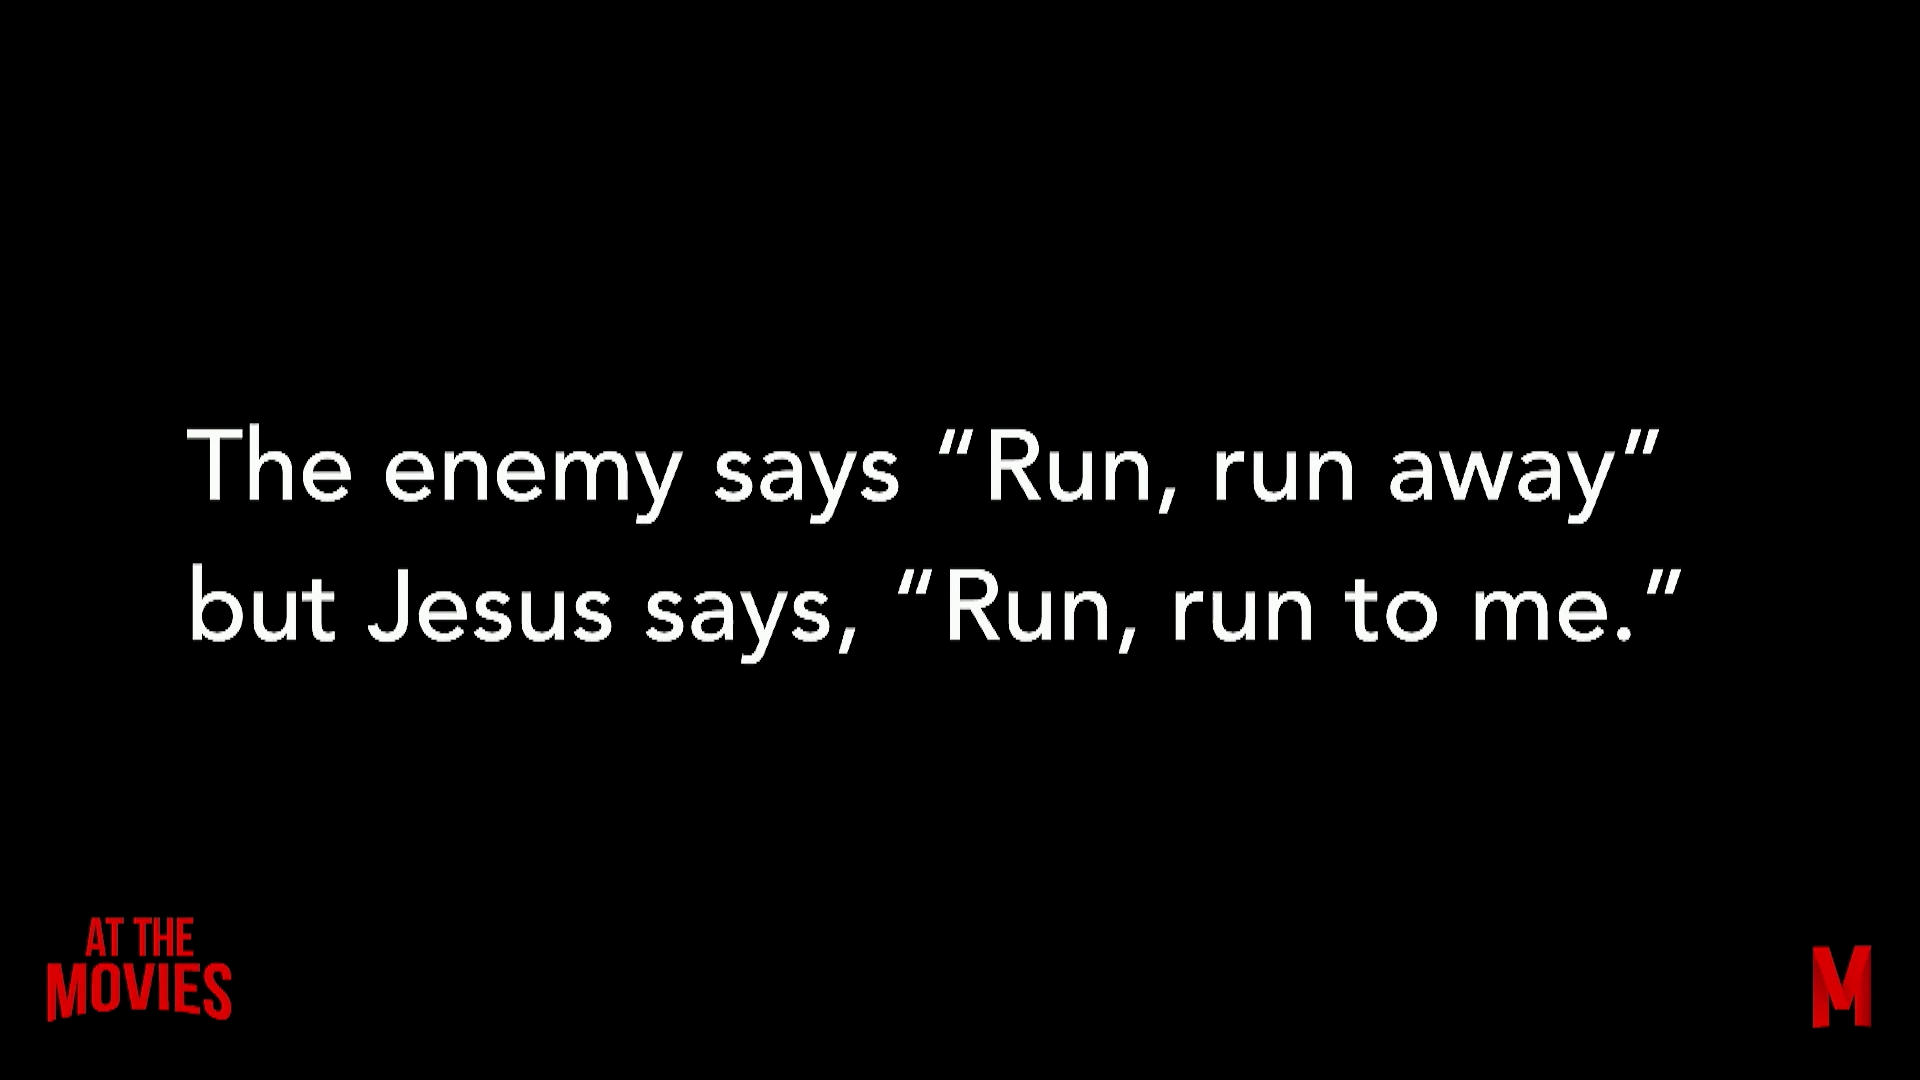 The enemy says “Run, run away”
but Jesus says, “Run, run to me.”
AT THE
MOVIES
M